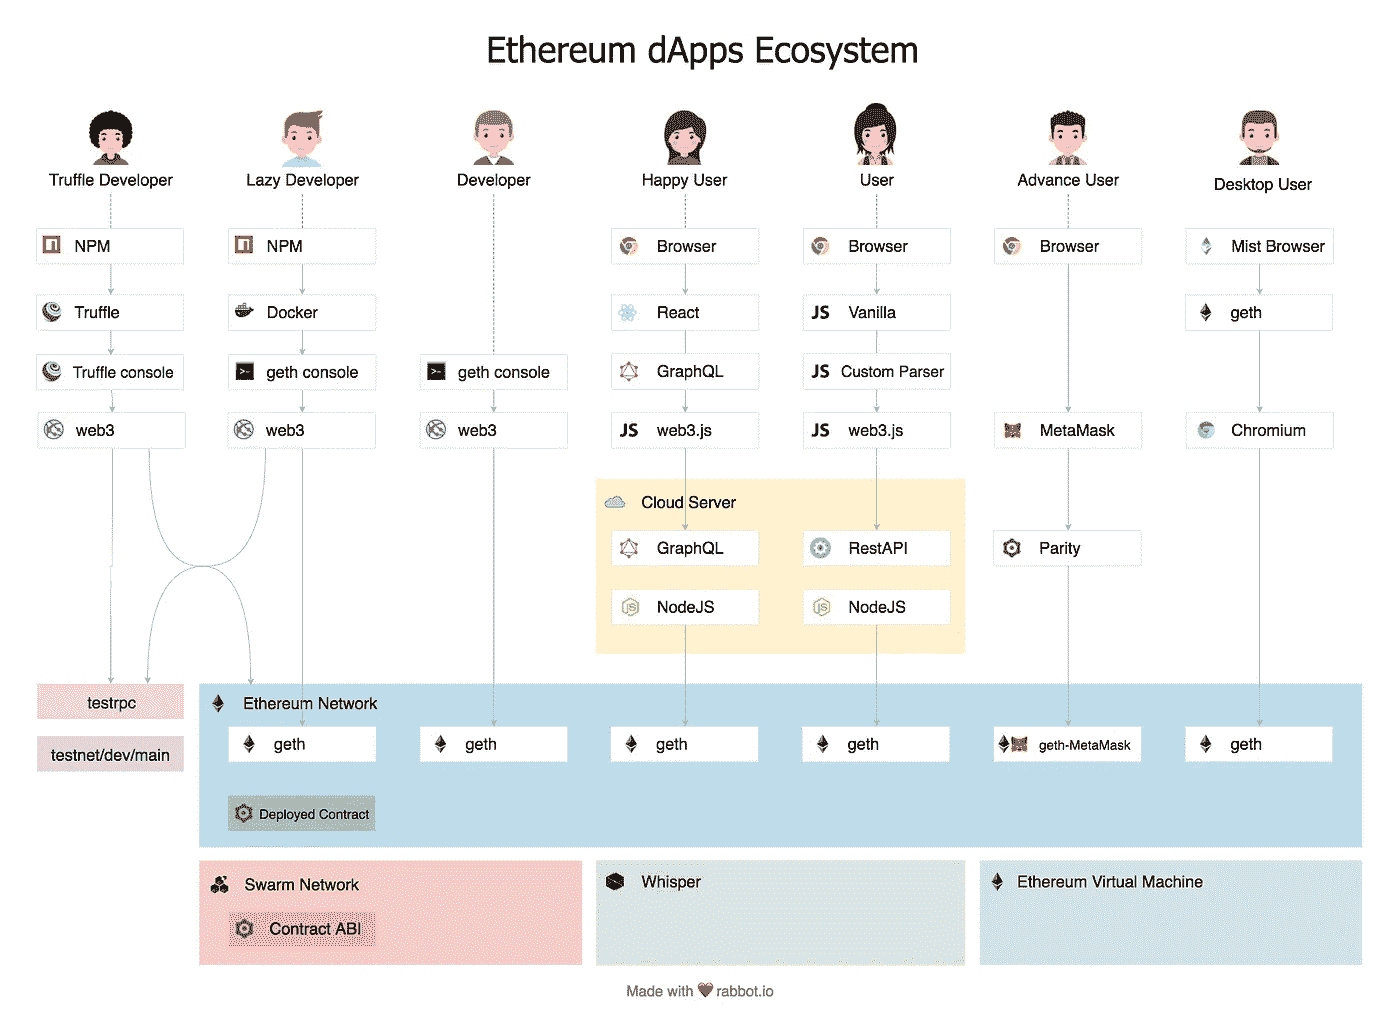 Ethereum dApps Ecosystem
Truffle Developer
Lazy Developer
Developer
Happy User
User
Advance User
Desktop User
NPM
NPM
Browser
Browser
Browser
Mist Browser
Truffle
Docker
React
JS Vanilla
geth
Truffle console
geth console
geth console
GraphQL
JS Custom Parser
web3
web3
web3
JS web3.js
JS web3.js
MetaMask
Chromium
Cloud Server
GraphQL
RestAPI
Parity
JS NodeJS
JS NodeJS
testrpc
Ethereum Network
geth
geth
geth
geth
geth-MetaMask
geth
testnet/dev/main
Deployed Contract
Swarm Network
Whisper
Ethereum Virtual Machine
Contract ABI
Made with rabbot.io